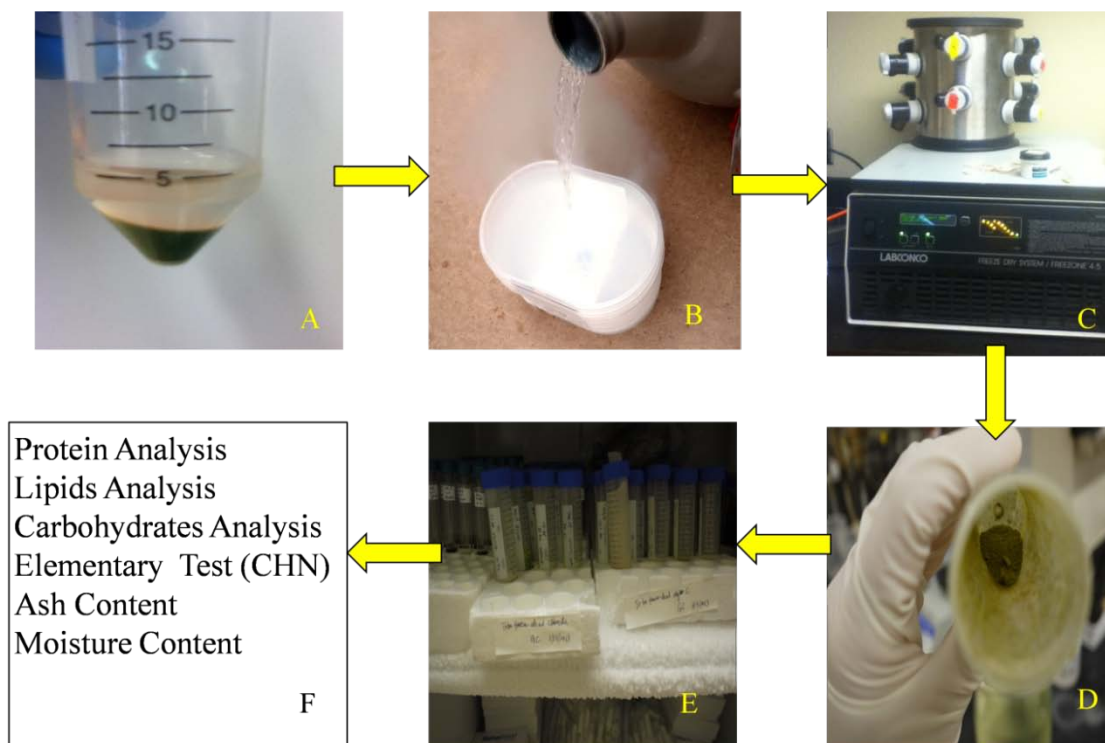 15
10
5
A
B
LABCONCO
FREEZE DRY SYSTEM / FREEZONE 4.5
C
Protein Analysis
Lipids Analysis
Carbohydrates Analysis
Elementary Test (CHN)
Ash Content
Moisture Content
F
E
D